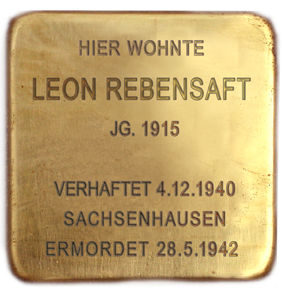 HIER WOHNTE
LEON REBENSAFT
JG. 1915
VERHAFTET 4.12.1940
SACHSENHAUSEN
ERMORDET 28.5.1942